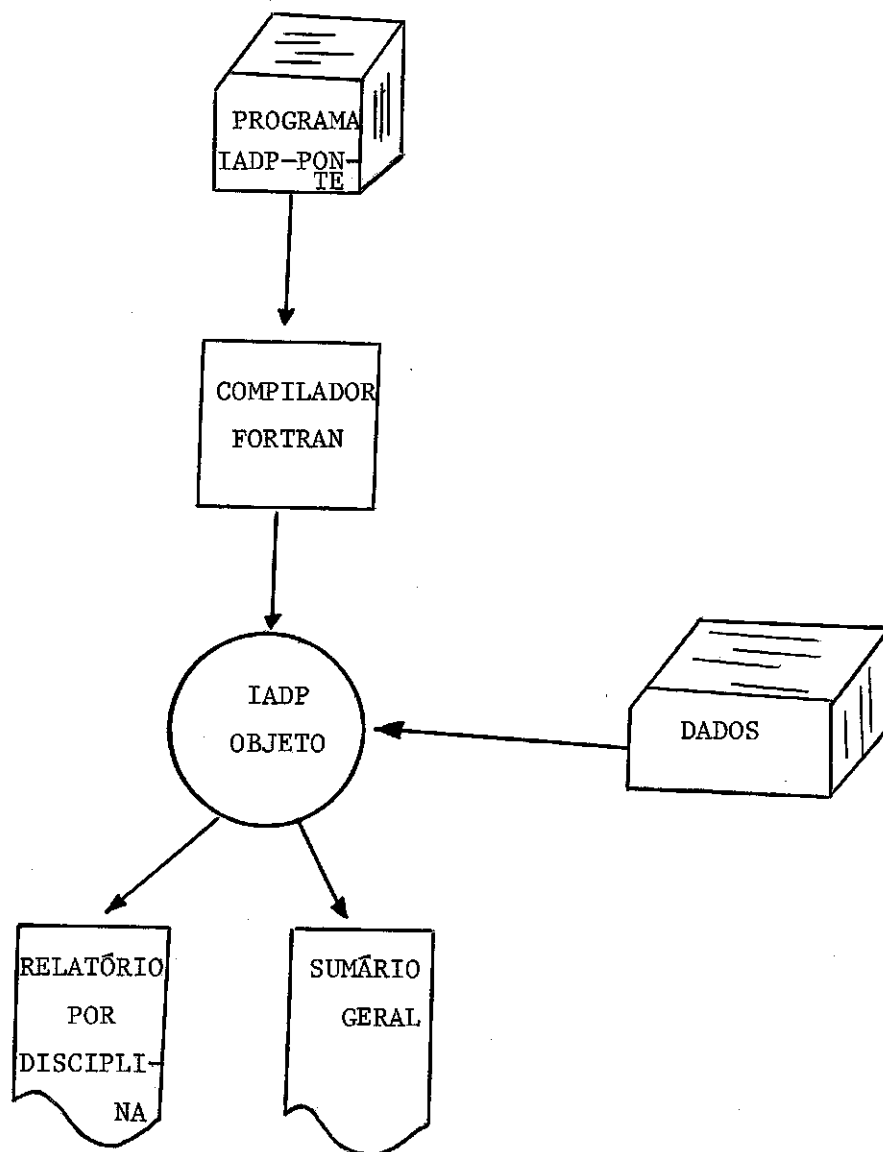 PROGRAMA
IADP-PON-
TE
COMPILADOR
FORTRAN
IADP
OBJETO
DADOS
RELATÓRIO
POR
DISCIPLI-
NA
SUMÁRIO
GERAL